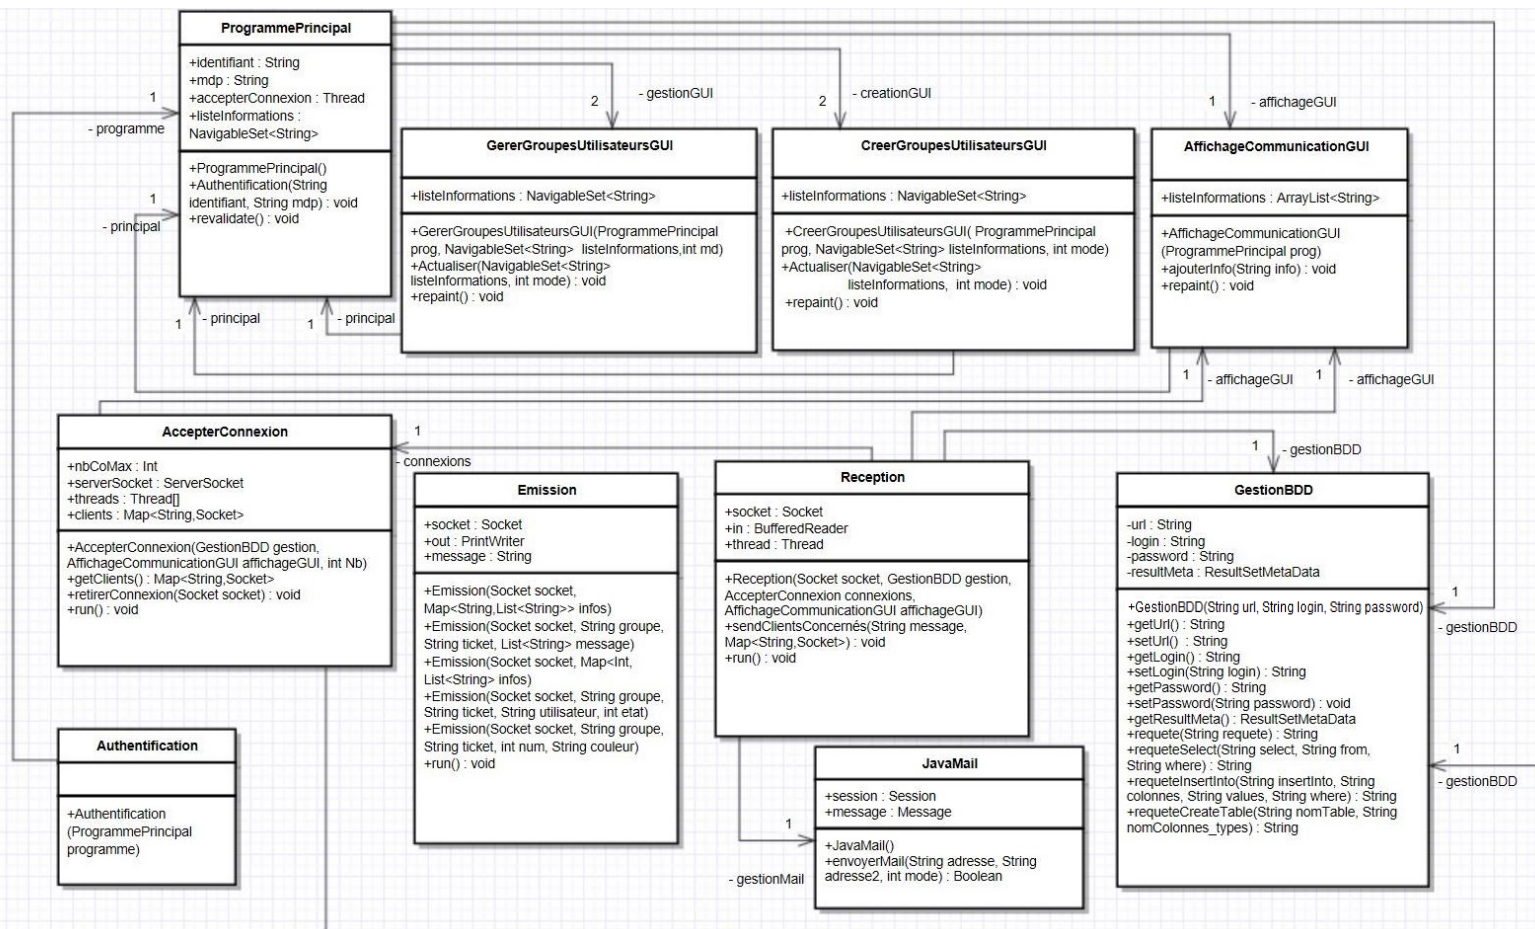 ProgrammePrincipal
+identifiant : String
+mdp : String
+accepterConnexion : Thread
+listeInformations :
NavigableSet<String>
+ProgrammePrincipal()
+Authentification(String
identifiant, String mdp) : void
+revalidate() : void
1
- programme
1
- principal
1
- principal
1
- principal
2
- gestionGUI
2
- creationGUI
1
- affichageGUI
GererGroupesUtilisateursGUI
+listeInformations : NavigableSet<String>
+GererGroupesUtilisateursGUI(ProgrammePrincipal
prog, NavigableSet<String> listeInformations,int md)
+Actualiser(NavigableSet<String>
listeInformations, int mode) : void
+repaint() : void
CreerGroupesUtilisateursGUI
+listeInformations : NavigableSet<String>
+CreerGroupesUtilisateursGUI( ProgrammePrincipal
prog, NavigableSet<String> listeInformations, int mode)
+Actualiser(NavigableSet<String>
listeInformations, int mode) : void
+repaint() : void
AffichageCommunicationGUI
+listeInformations : ArrayList<String>
+AffichageCommunicationGUI
(ProgrammePrincipal prog)
+ajouterInfo(String info) : void
+repaint() : void
1
- affichageGUI
1
- affichageGUI
AccepterConnexion
+nbCoMax : Int
+serverSocket : ServerSocket
+threads : Thread[]
+clients : Map<String,Socket>
+AccepterConnexion(GestionBDD gestion,
AffichageCommunicationGUI affichageGUI, int Nb)
+getClients() : Map<String,Socket>
+retirerConnexion(Socket socket) : void
+run() : void
1
- connexions
Emission
+socket : Socket
+out : PrintWriter
+message : String
+Emission(Socket socket,
Map<String,List<String>> infos)
+Emission(Socket socket, String groupe,
String ticket, List<String> message)
+Emission(Socket socket, Map<Int,
List<String> infos)
+Emission(Socket socket, String groupe,
String ticket, String utilisateur, int etat)
+Emission(Socket socket, String groupe,
String ticket, int num, String couleur)
+run() : void
Reception
+socket : Socket
+in : BufferedReader
+thread : Thread
+Reception(Socket socket, GestionBDD gestion,
AccepterConnexion connexions,
AffichageCommunicationGUI affichageGUI)
+sendClientsConcernés(String message,
Map<String,Socket>) : void
+run() : void
1
- gestionBDD
GestionBDD
-url : String
-login : String
-password : String
-resultMeta : ResultSetMetaData
+GestionBDD(String url, String login, String password)
+getUrl() : String
+setUrl() : String
+getLogin() : String
+setLogin(String login) : String
+getPassword() : String
+setPassword(String password) : void
+getResultMeta() : ResultSetMetaData
+requete(String requete) : String
+requeteSelect(String select, String from,
String where) : String
+requeteInsertInto(String insertInto, String
colonnes, String values, String where) : String
+requeteCreateTable(String nomTable, String
nomColonnes_types) : String
1
- gestionBDD
1
- gestionBDD
Authentification
+Authentification
(ProgrammePrincipal
programme)
1
- gestionMail
JavaMail
+session : Session
+message : Message
+JavaMail()
+envoyerMail(String adresse, String
adresse2, int mode) : Boolean